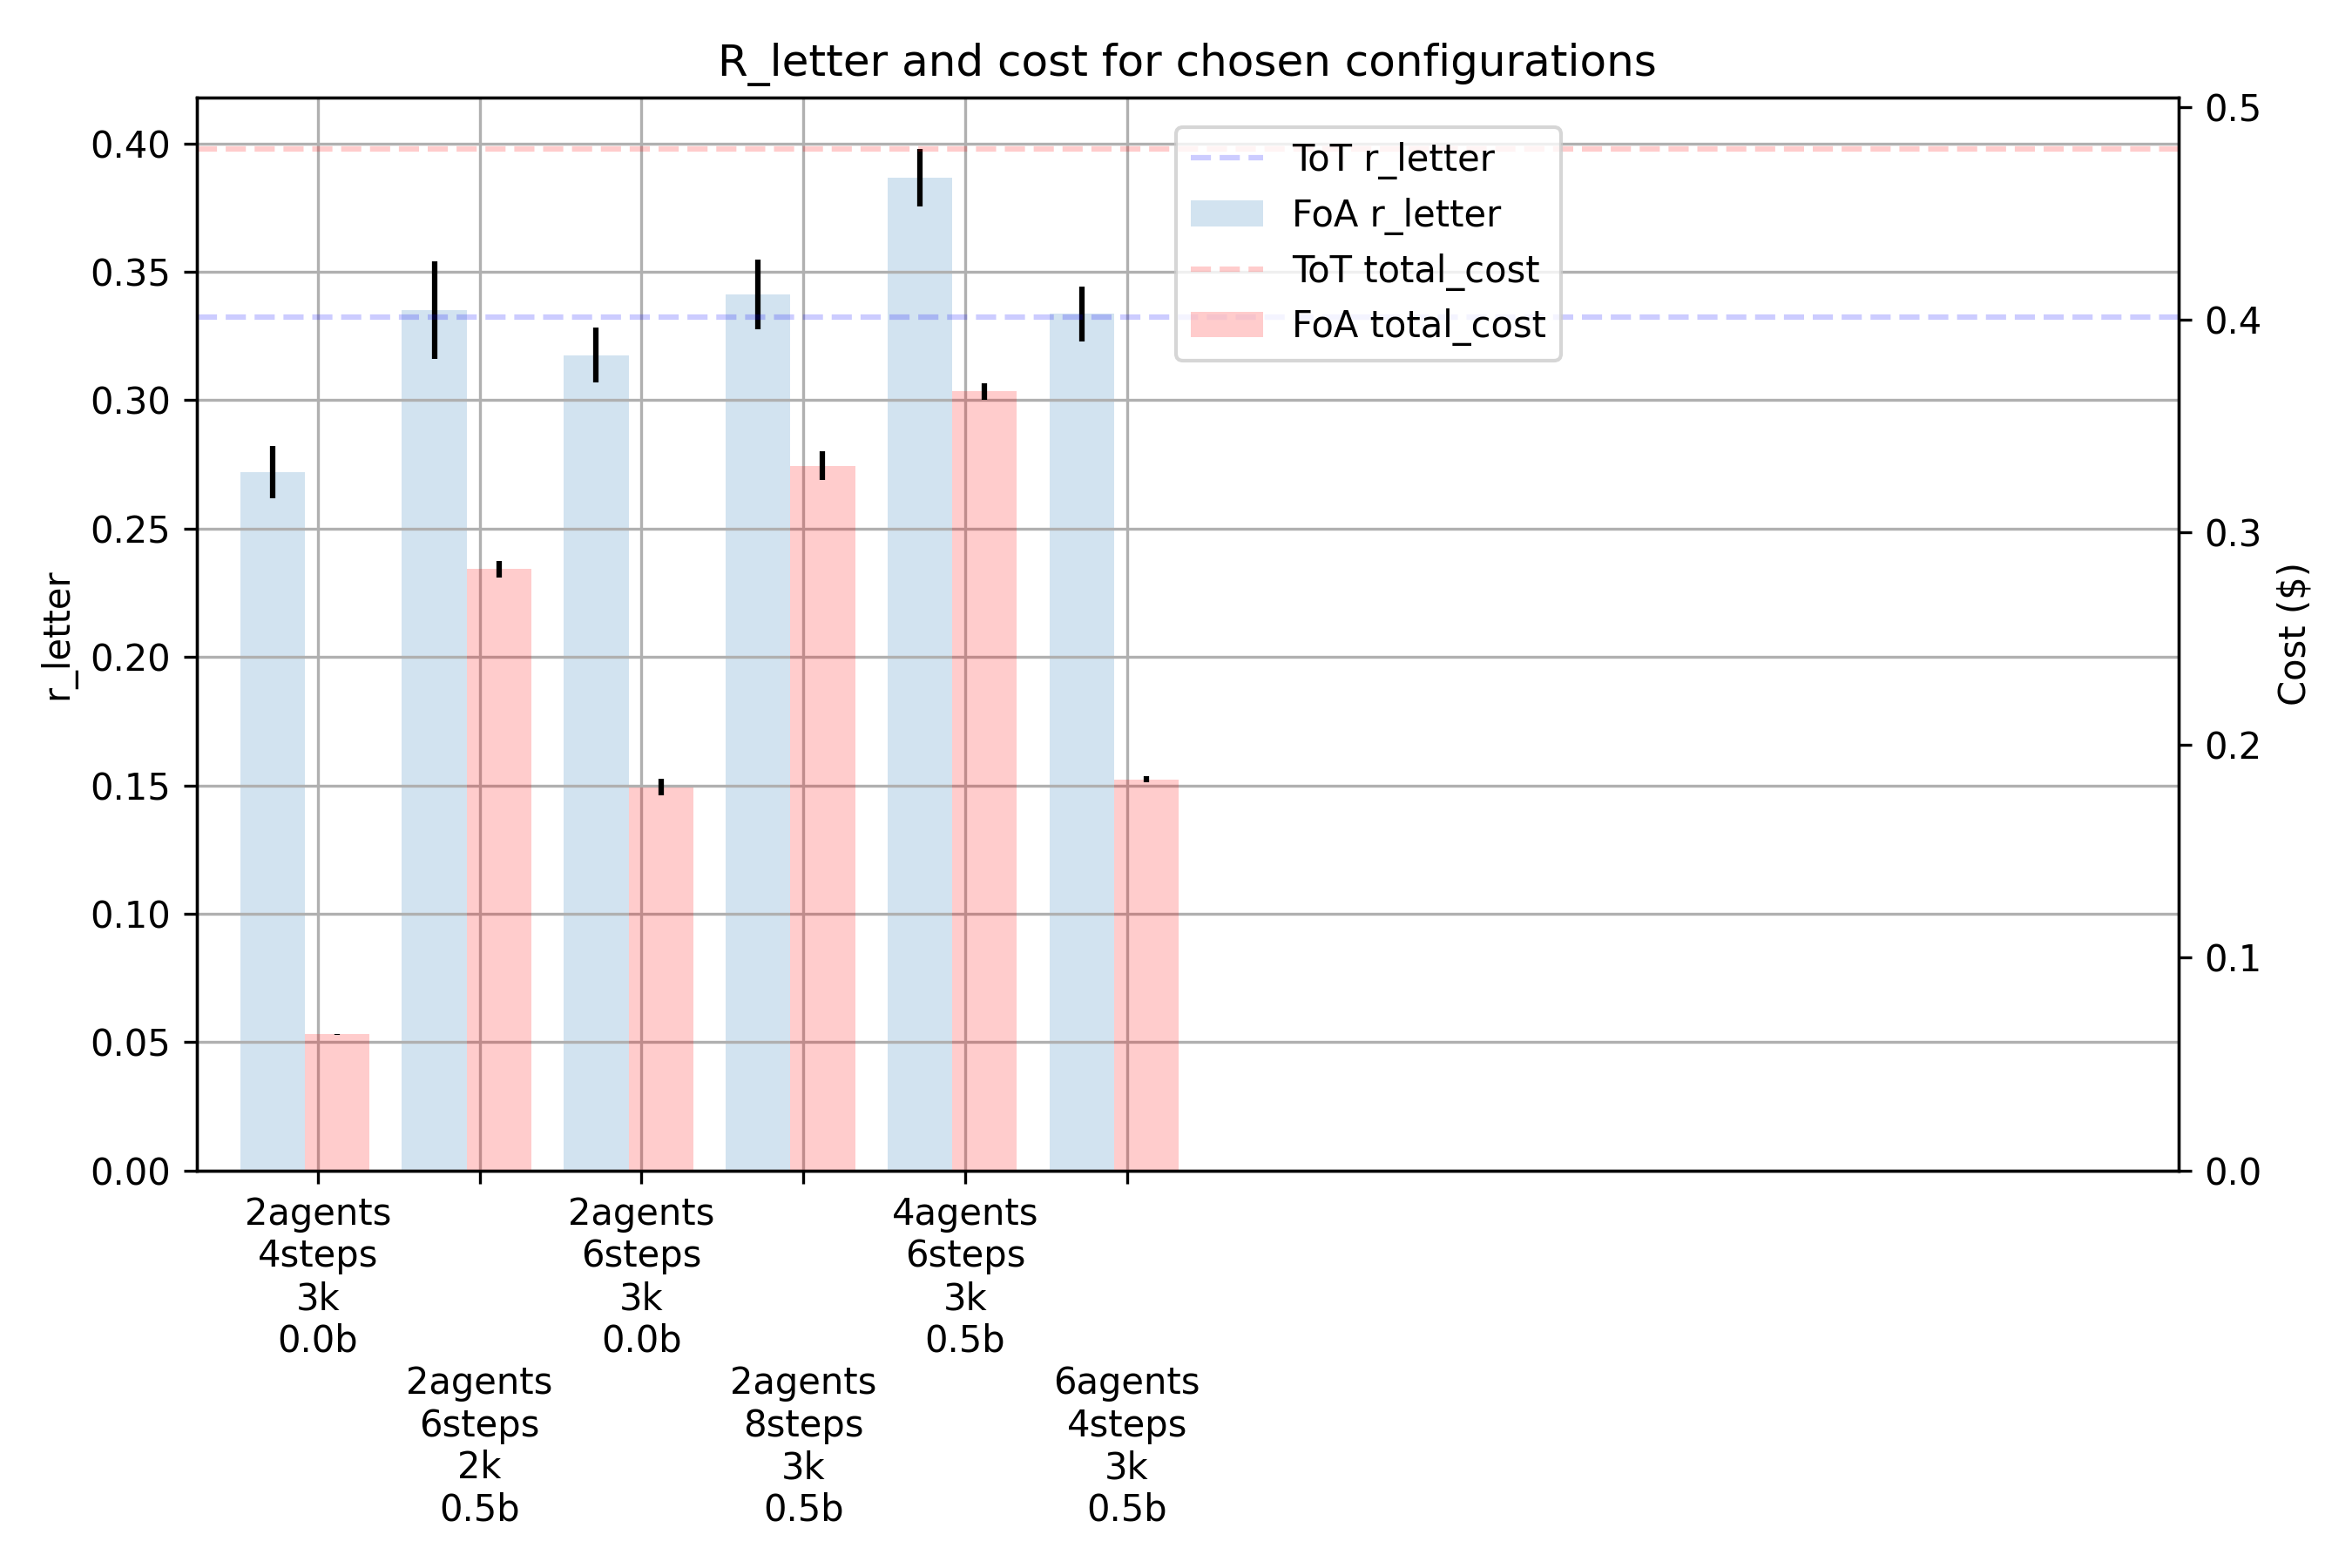 R_letter and cost for chosen configurations
0.40
0.35
0.30
0.25
0.20
0.15
0.10
0.05
0.00
r_letter
ToT r_letter
FoA r_letter
ToT total_cost
FoA total_cost
0.5
0.4
0.3
0.2
0.1
0.0
Cost ($)
2agents
4steps
3k
0.0b
2agents
6steps
2k
0.5b
2agents
6steps
3k
0.0b
2agents
8steps
3k
0.5b
4agents
6steps
3k
0.5b
6agents
4steps
3k
0.5b